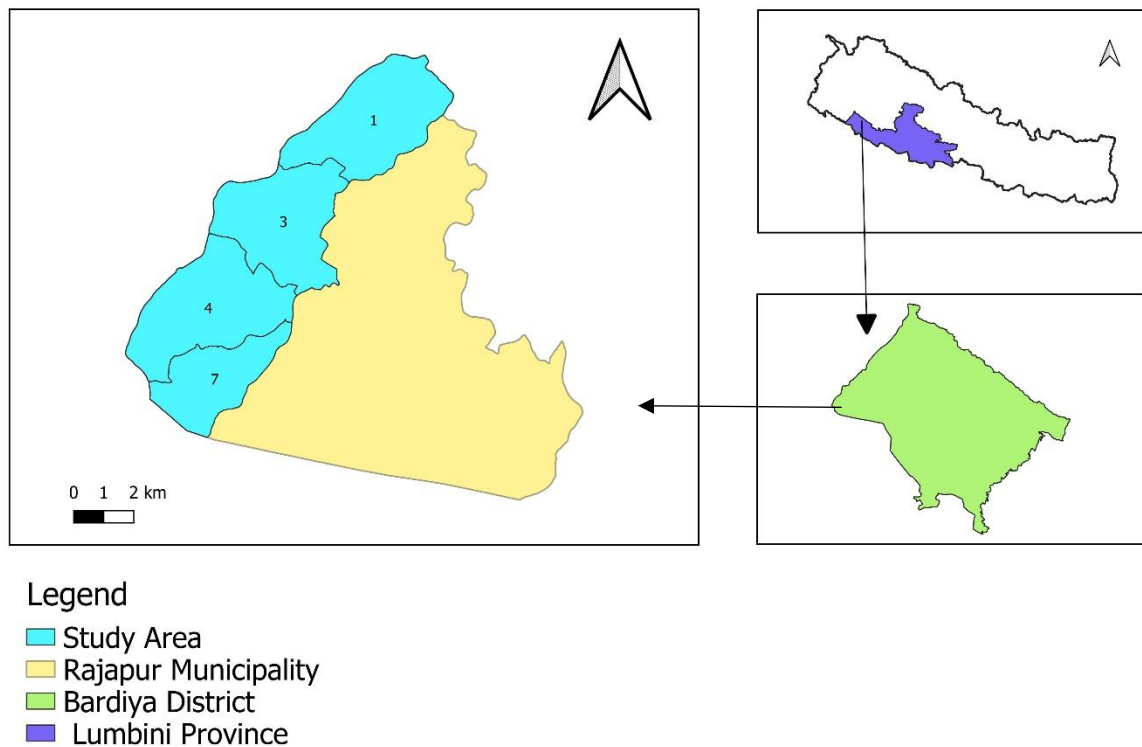 1
3
4
7
0 1 2 km
Legend
Study Area
Rajapur Municipality
Bardiya District
Lumbini Province